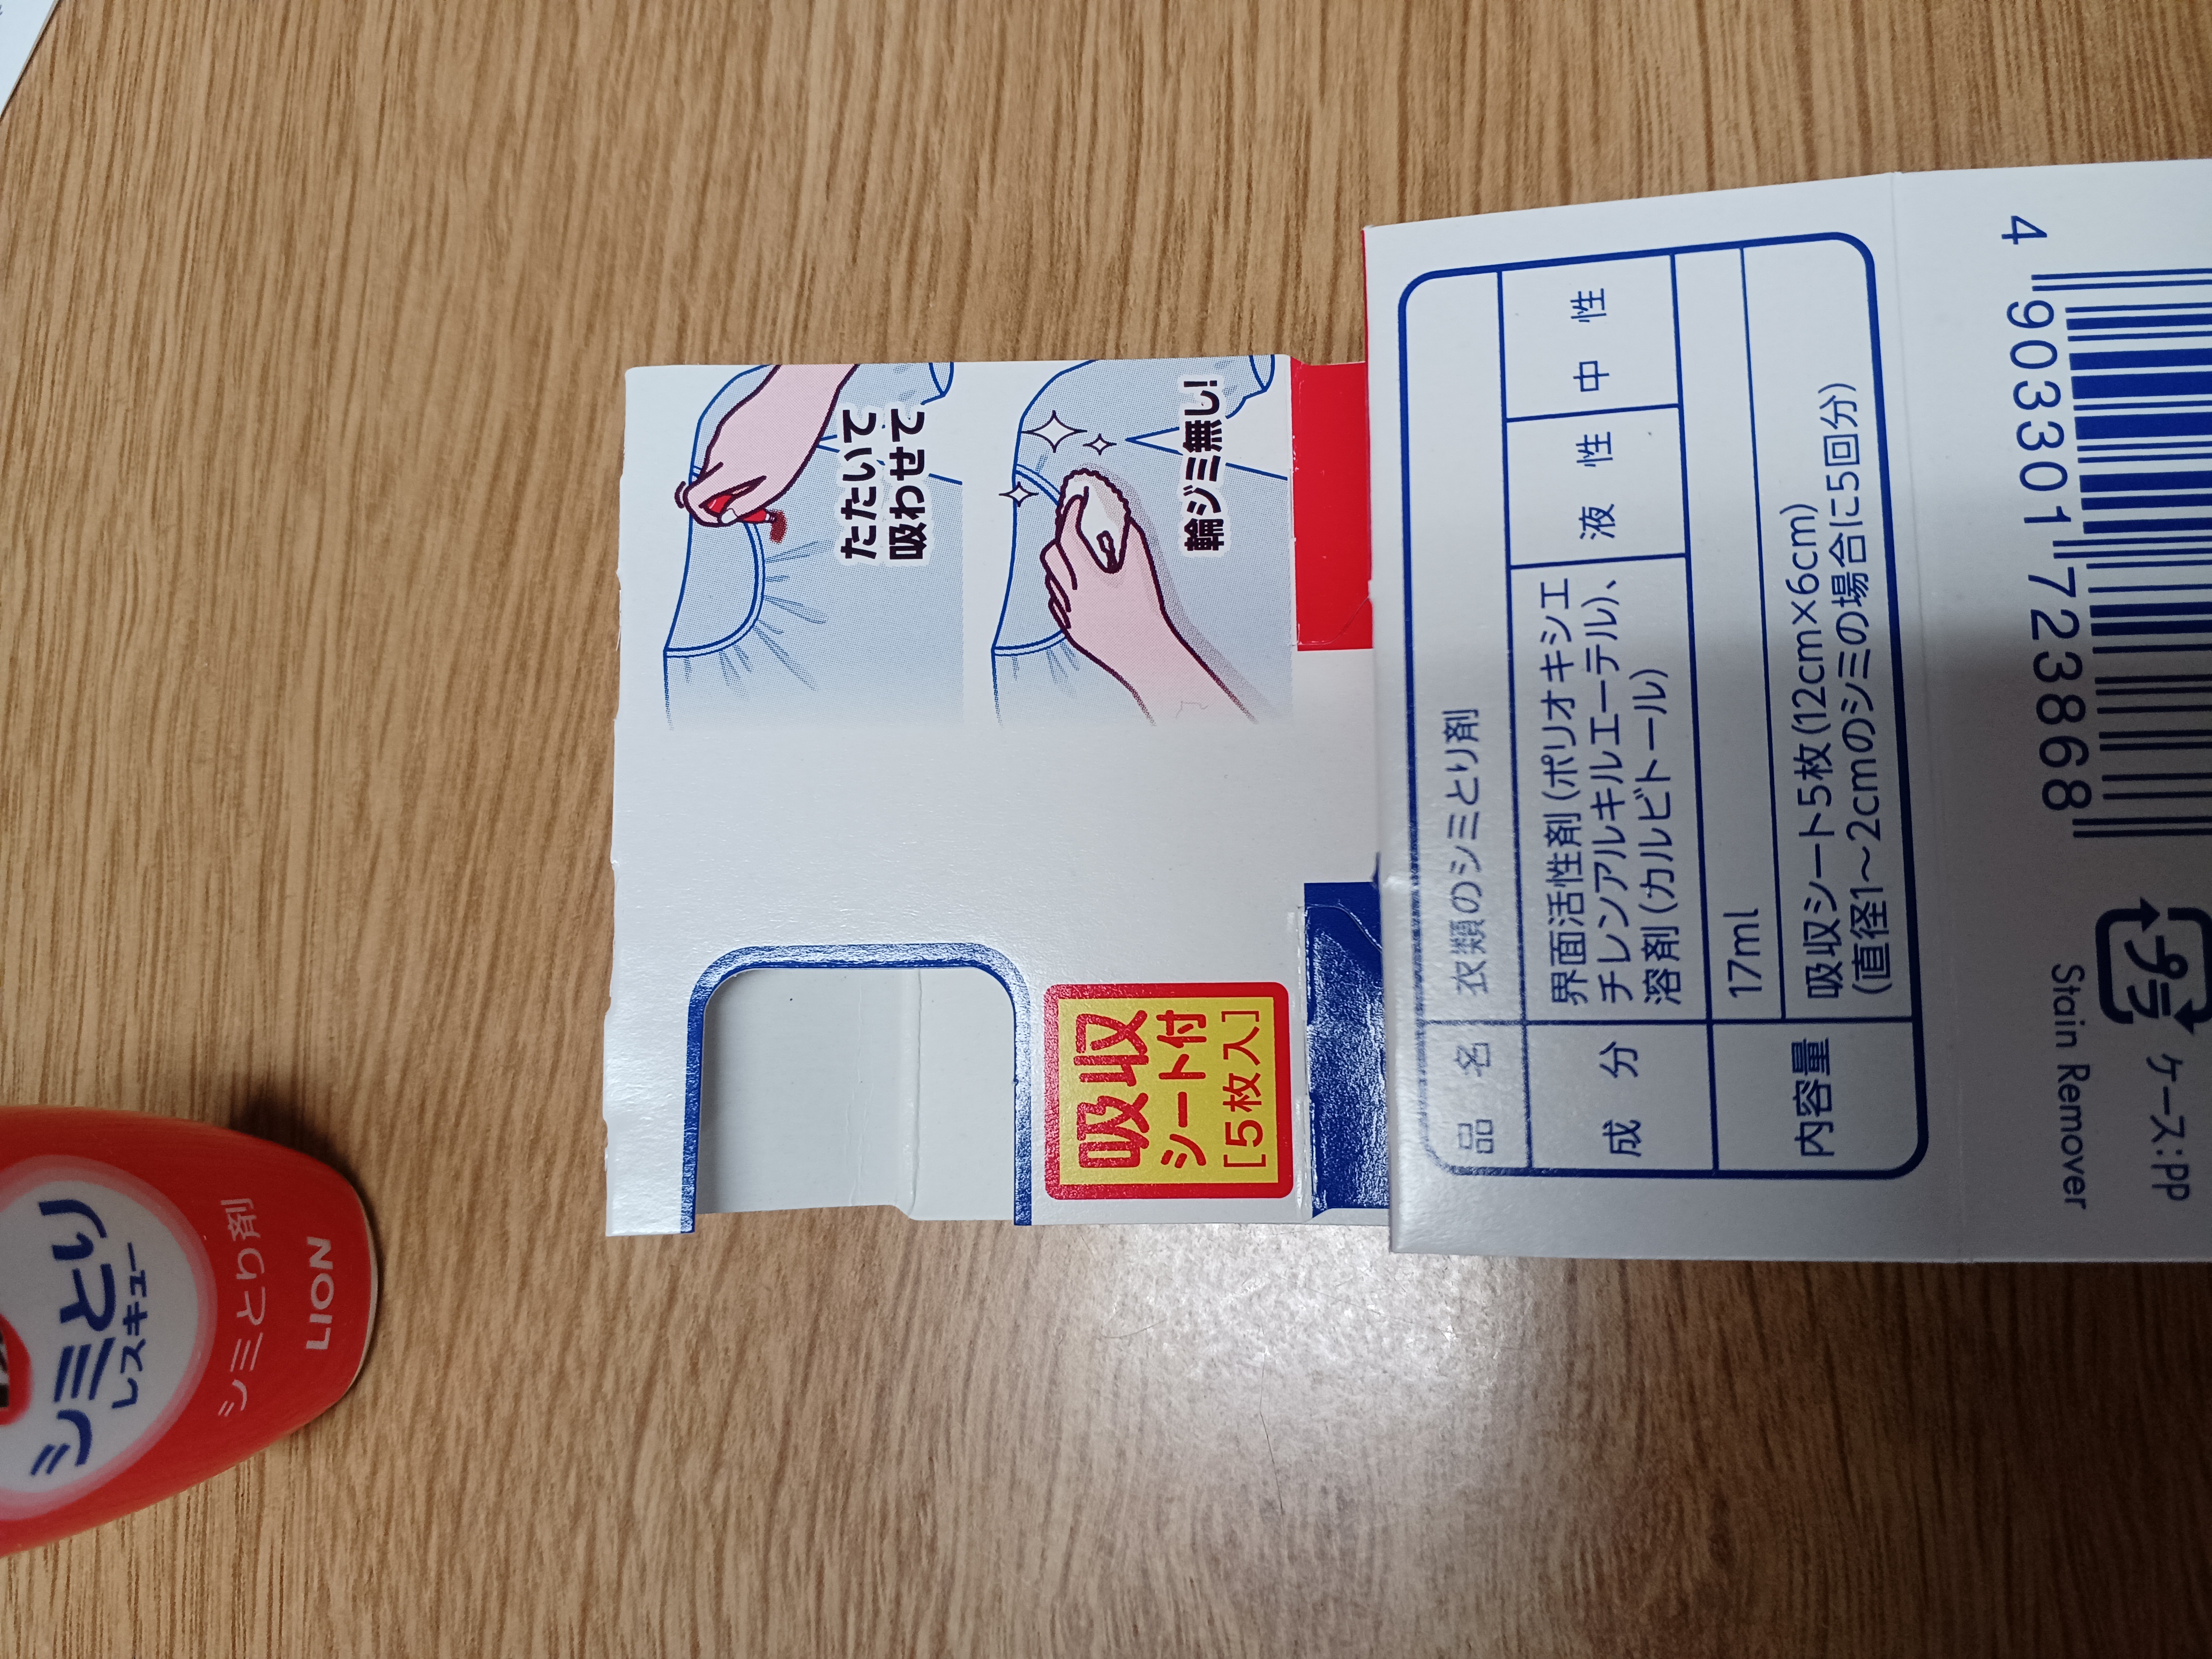 シミとり
レスキュー
シミとり剤
LION
たたいて
吸わせて
輪ジミ無し!
吸収
シート付
[5枚入]
品 名 衣類のシミとり剤
成 分 界面活性剤(ポリオキシエ
チレンアルキルエーテル)、
溶剤(カルビトール)
液 性 中 性
内容量 17ml
吸収シート5枚(12cm×6cm)
(直径1～2cmのシミの場合に5回分)
4 903301 723868
Stain Remover
プラ
ケース:PP